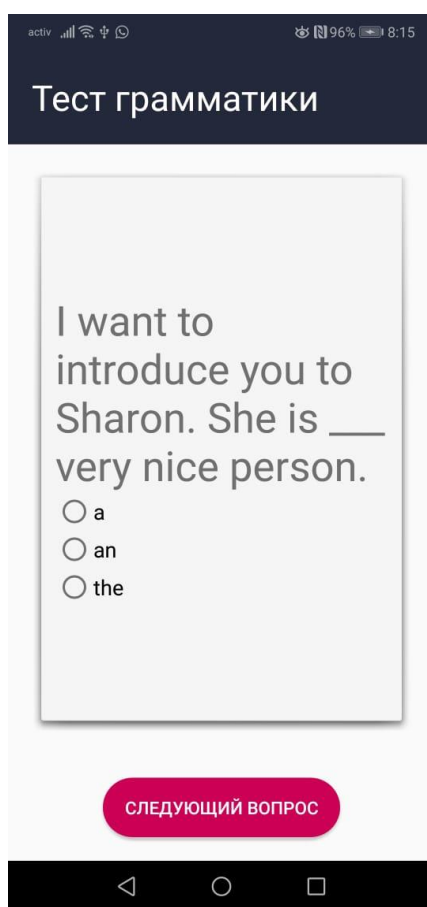 activ 96% 8:15
Тест грамматики
I want to
introduce you to
Sharon. She is ___
very nice person.
a
an
the
СЛЕДУЮЩИЙ ВОПРОС